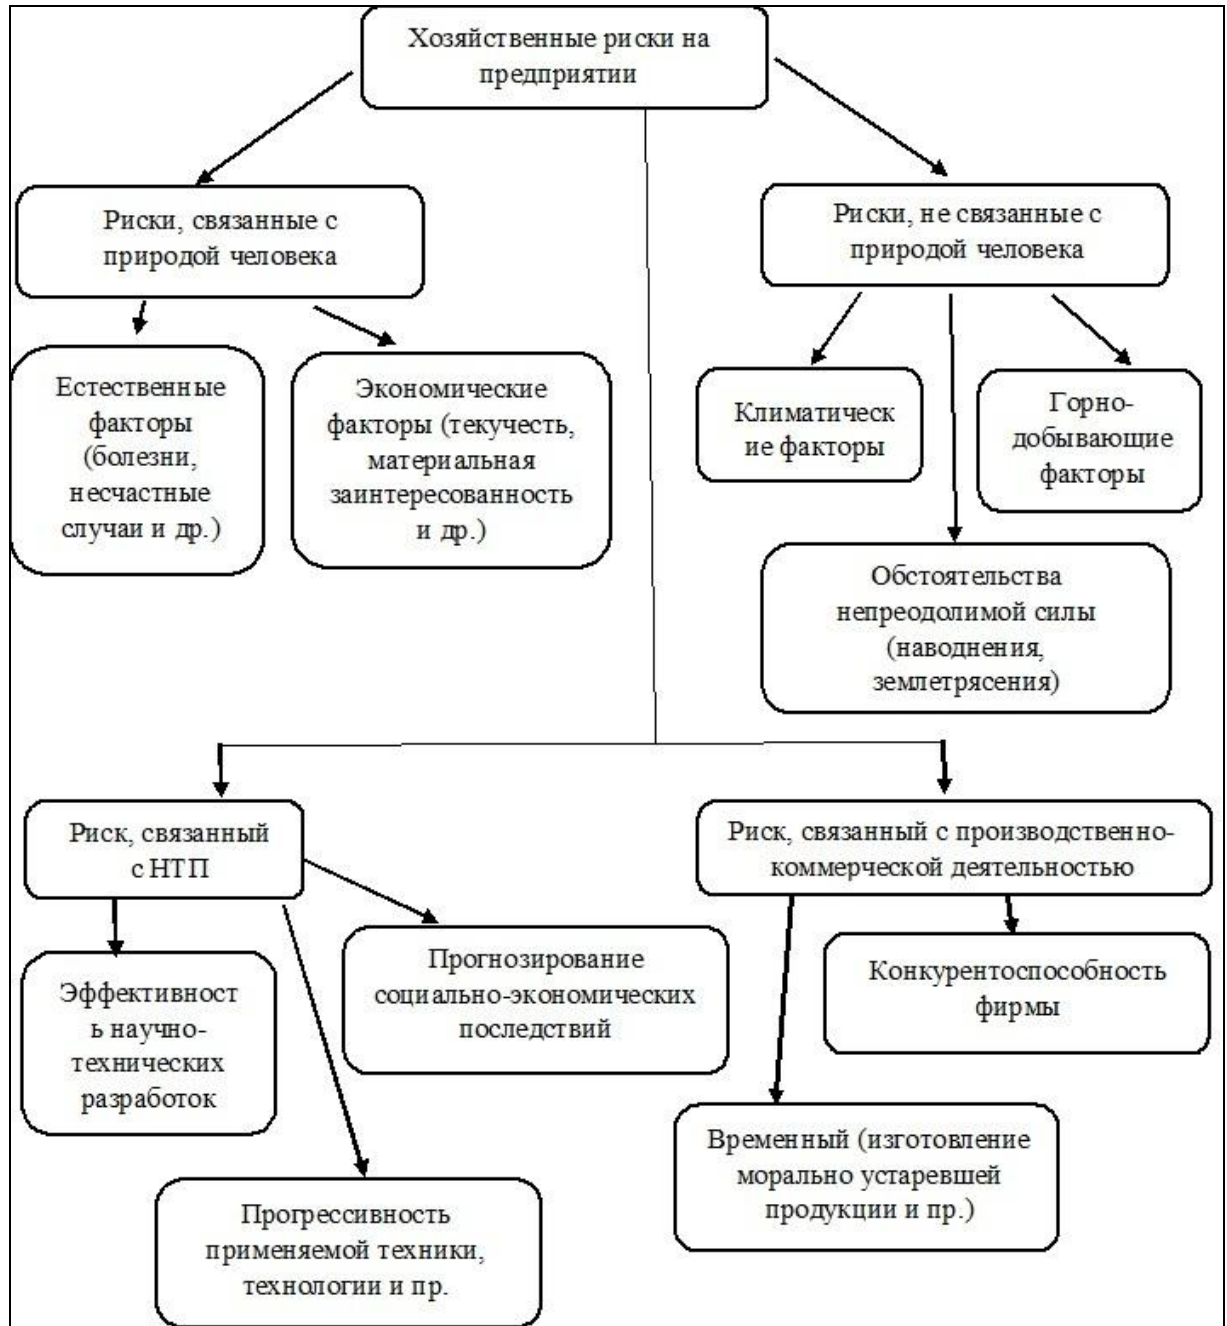 Хозяйственные риски на
предприятии
Риски, связанные с
природой человека
Риски, не связанные с
природой человека
Естественные
факторы
(болезни,
несчастные
случаи и др.)
Экономические
факторы (текучесть,
материальная
заинтересованность
и др.)
Климатическ
ие факторы
Горно-
добывающие
факторы
Обстоятельства
непреодолимой силы
(наводнения,
землетрясения)
Риск, связанный
с НТП
Риск, связанный с производственно-
коммерческой деятельностью
Эффективност
ь научно-
технических
разработок
Прогнозирование
социально-экономических
последствий
Конкурентоспособность
фирмы
Временный (изготовление
морально устаревшей
продукции и пр.)
Прогрессивность
применяемой техники,
технологии и пр.